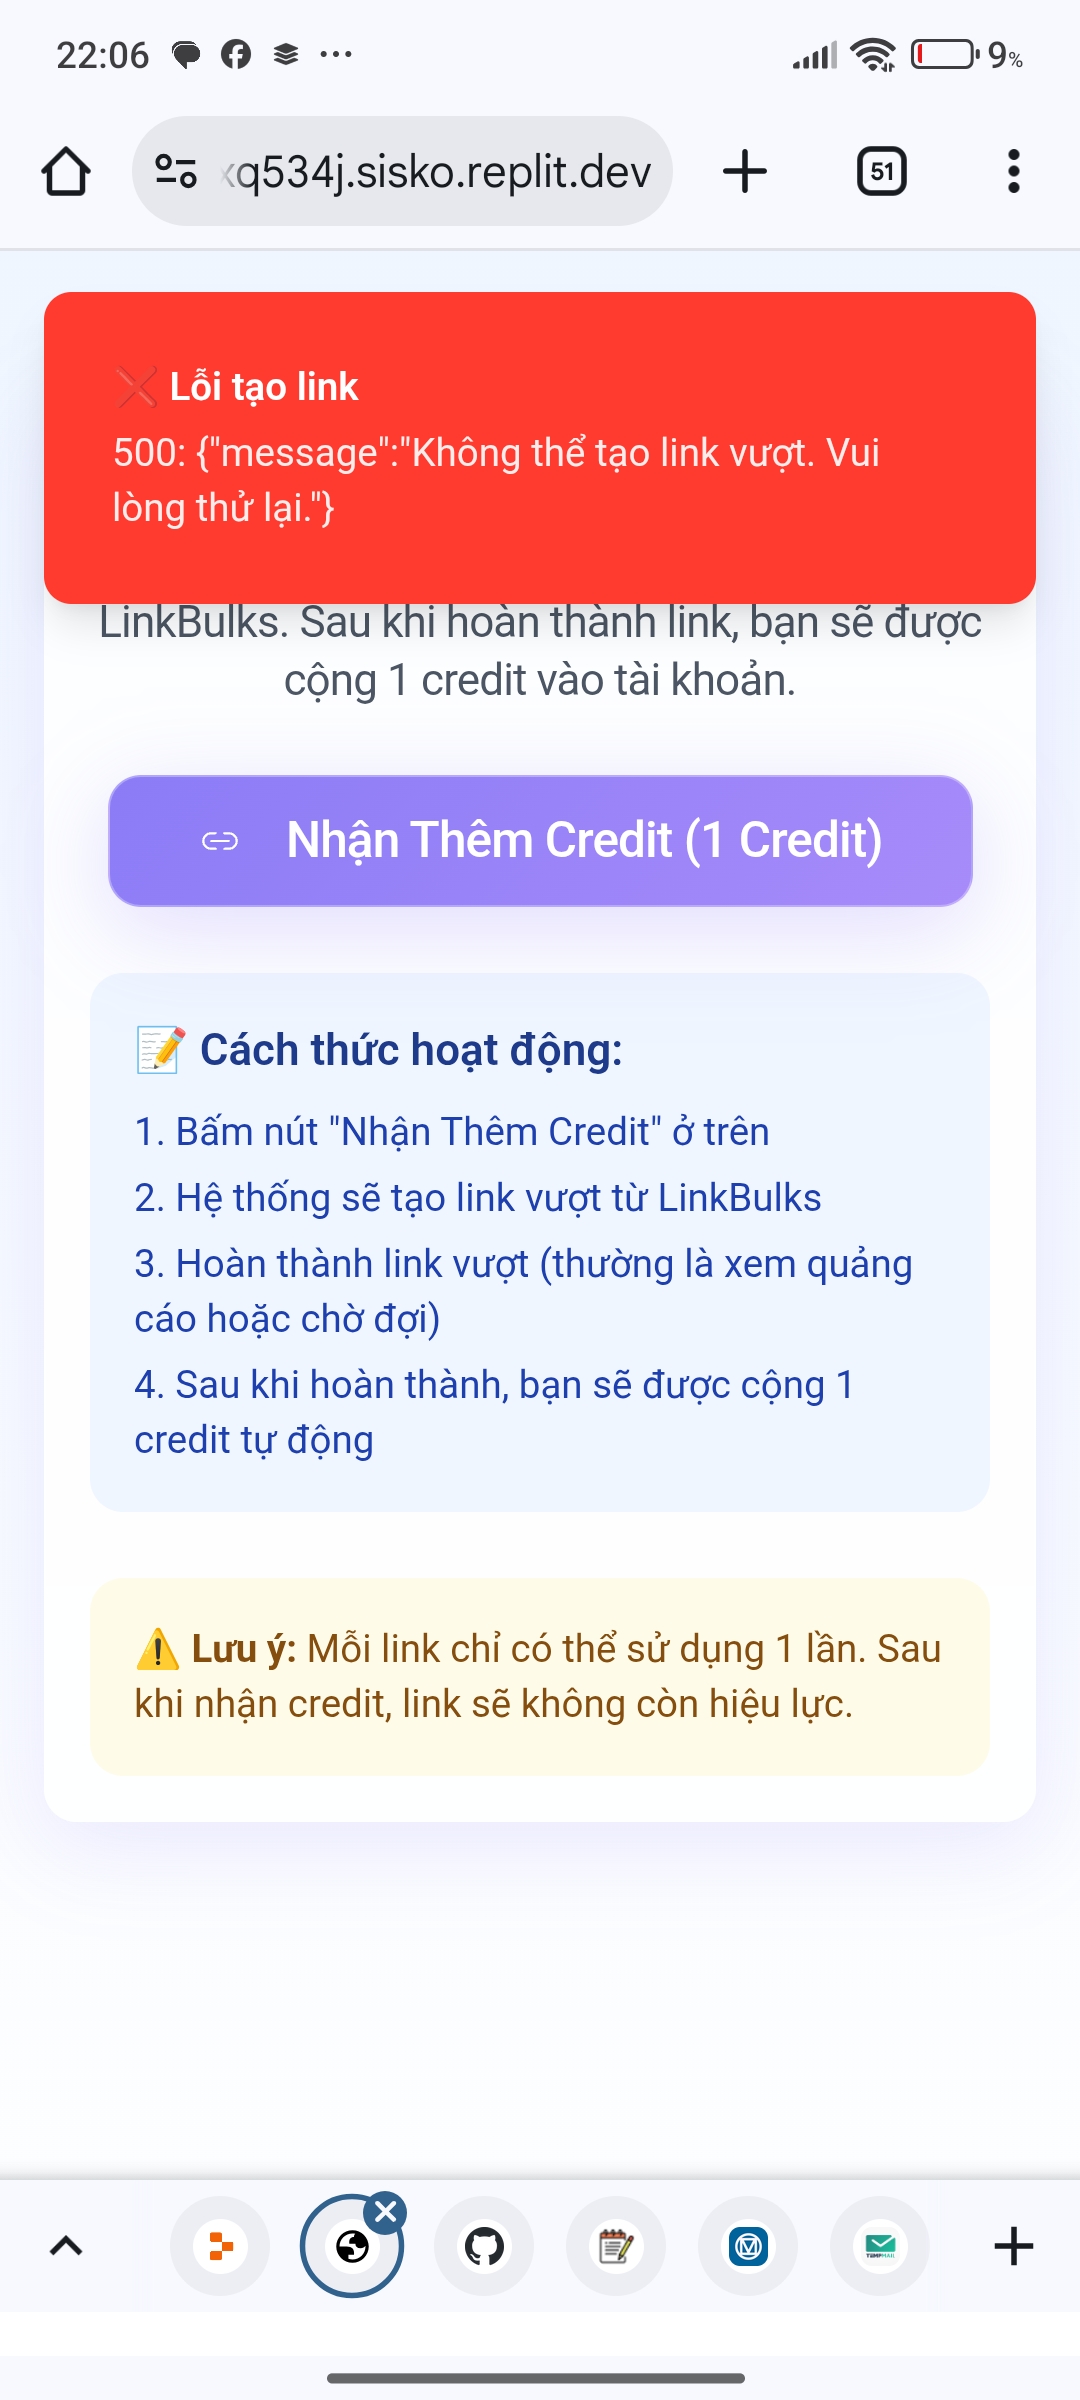 22:06
9%
xq534j.sisko.replit.dev
51
❌ Lỗi tạo link
500: {"message":"Không thể tạo link vượt. Vui
lòng thử lại."}
LinkBulks. Sau khi hoàn thành link, bạn sẽ được
cộng 1 credit vào tài khoản.
Nhận Thêm Credit (1 Credit)
📝 Cách thức hoạt động:
1. Bấm nút "Nhận Thêm Credit" ở trên
2. Hệ thống sẽ tạo link vượt từ LinkBulks
3. Hoàn thành link vượt (thường là xem quảng
cáo hoặc chờ đợi)
4. Sau khi hoàn thành, bạn sẽ được cộng 1
credit tự động
⚠️ Lưu ý: Mỗi link chỉ có thể sử dụng 1 lần. Sau
khi nhận credit, link sẽ không còn hiệu lực.
TEMPMAIL